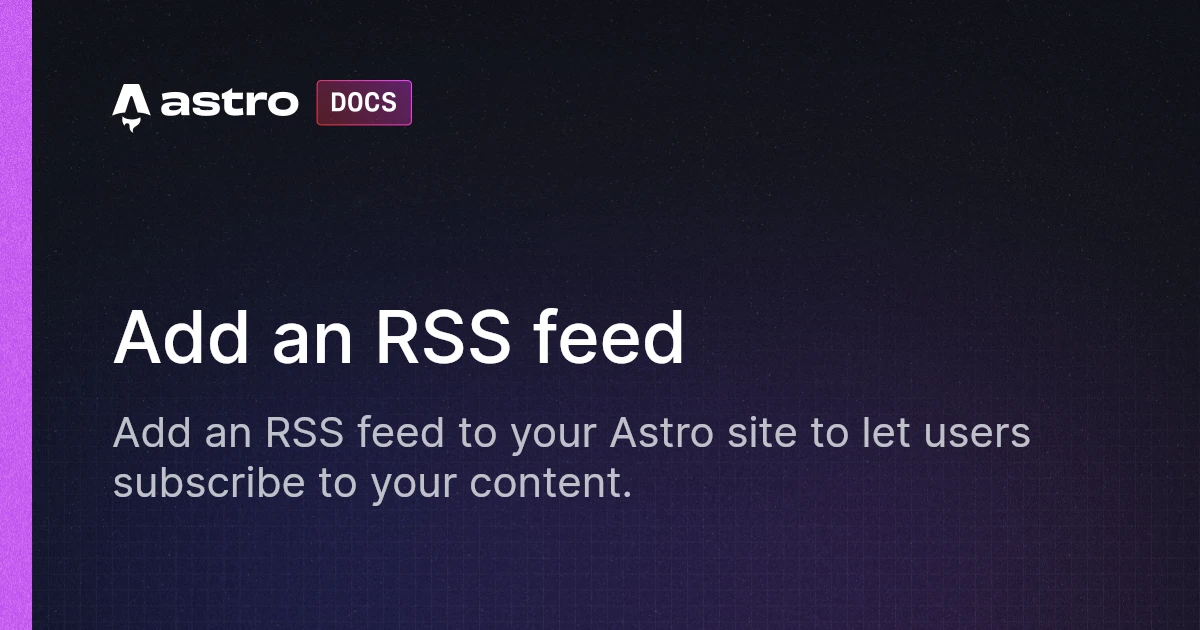 astro DOCS
Add an RSS feed
Add an RSS feed to your Astro site to let users
subscribe to your content.